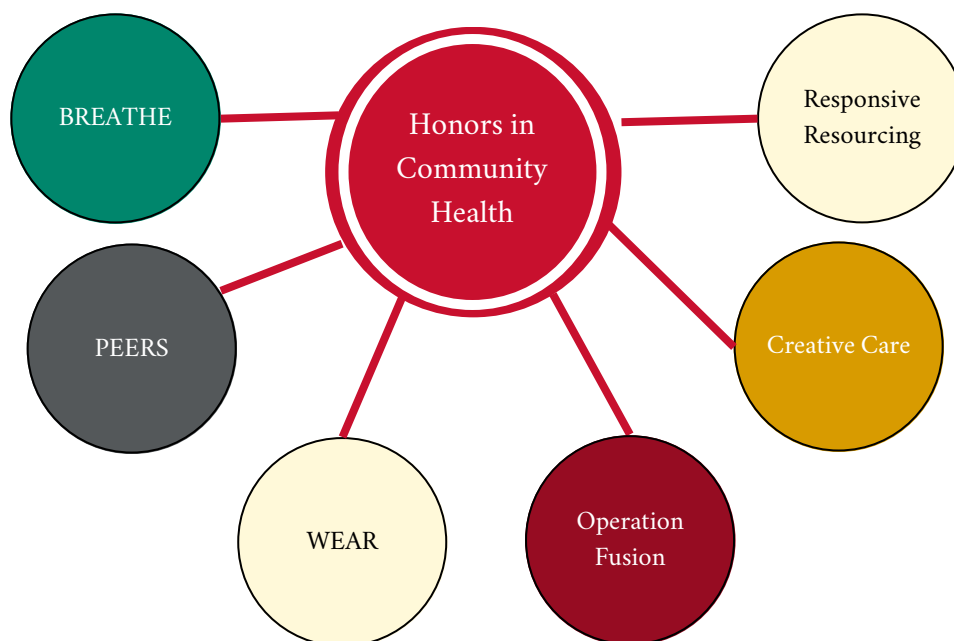 BREATHE
Honors in
Community
Health
Responsive
Resourcing
PEERS
Creative Care
WEAR
Operation
Fusion